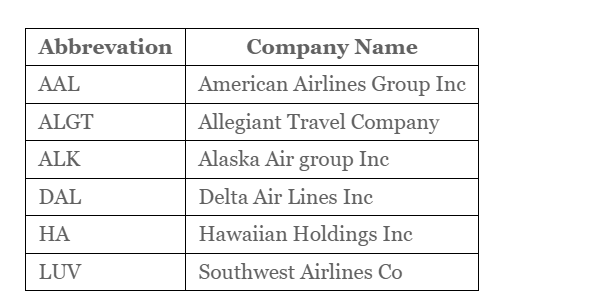 Abbrevation Company Name
AAL American Airlines Group Inc
ALGT Allegiant Travel Company
ALK Alaska Air group Inc
DAL Delta Air Lines Inc
HA Hawaiian Holdings Inc
LUV Southwest Airlines Co